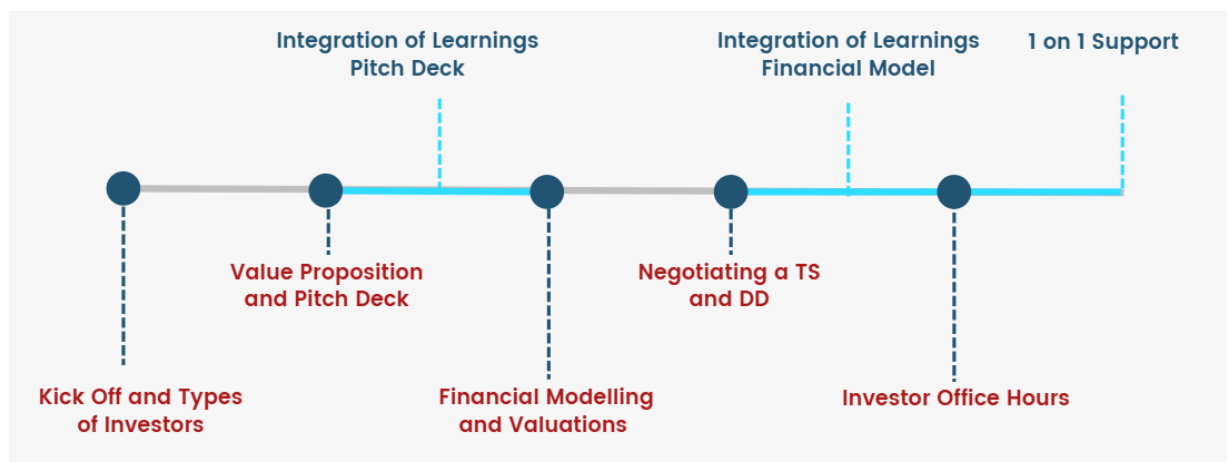 Integration of Learnings
Pitch Deck
Integration of Learnings
Financial Model
1 on 1 Support
Value Proposition
and Pitch Deck
Negotiating a TS
and DD
Kick Off and Types
of Investors
Financial Modelling
and Valuations
Investor Office Hours